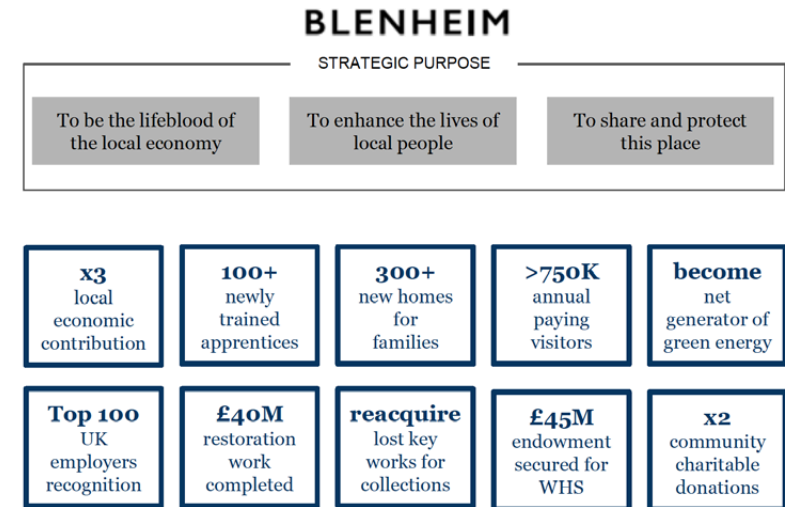 BLENHEIM
STRATEGIC PURPOSE
To be the lifeblood of
the local economy
To enhance the lives of
local people
To share and protect
this place
x3
local
economic
contribution
100+
newly
trained
apprentices
300+
new homes
for
families
>750K
annual
paying
visitors
become
net
generator of
green energy
Top 100
UK
employers
recognition
£40M
restoration
work
completed
reacquire
lost key
works for
collections
£45M
endowment
secured for
WHS
x2
community
charitable
donations